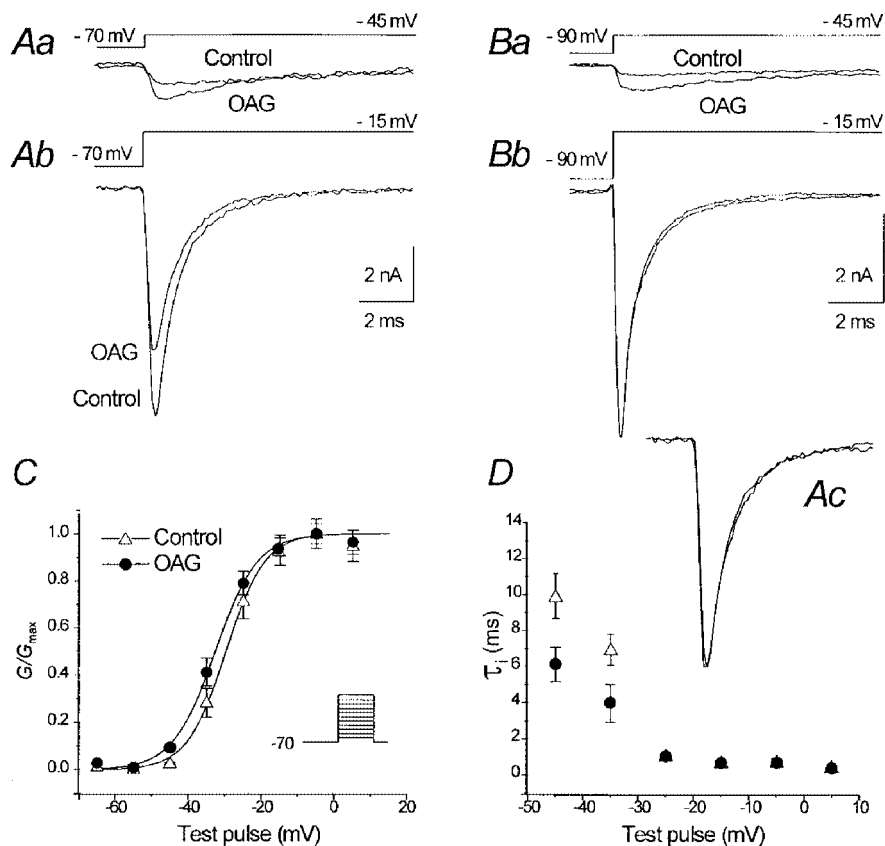 Aa
- 70 mV
- 45 mV
Control
OAG
Ba
- 90 mV
- 45 mV
Control
OAG
Ab
- 70 mV
- 15 mV
2 nA
2 ms
OAG
Control
Bb
- 90 mV
- 15 mV
2 nA
2 ms
C
Control
OAG
1.0
0.8
0.6
0.4
0.2
0.0
G/Gmax
-70
-60
-40
-20
0
20
Test pulse (mV)
D
Ac
14
12
10
8
6
4
2
0
τi (ms)
-50
-40
-30
-20
-10
0
10
Test pulse (mV)